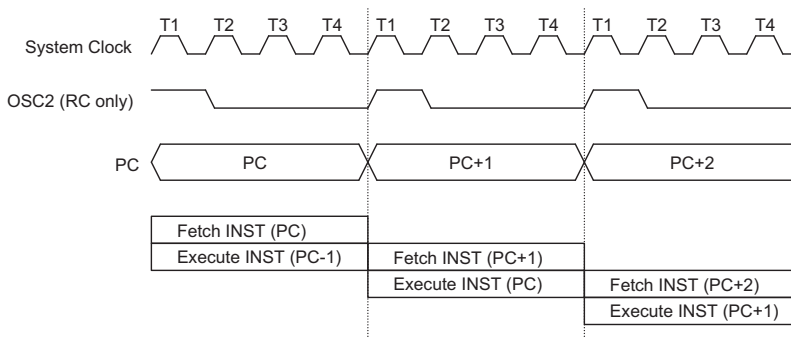 T1 T2 T3 T4 T1 T2 T3 T4 T1 T2 T3 T4
System Clock
OSC2 (RC only)
PC PC PC+1 PC+2
Fetch INST (PC)
Execute INST (PC-1) Fetch INST (PC+1)
Execute INST (PC) Fetch INST (PC+2)
Execute INST (PC+1)